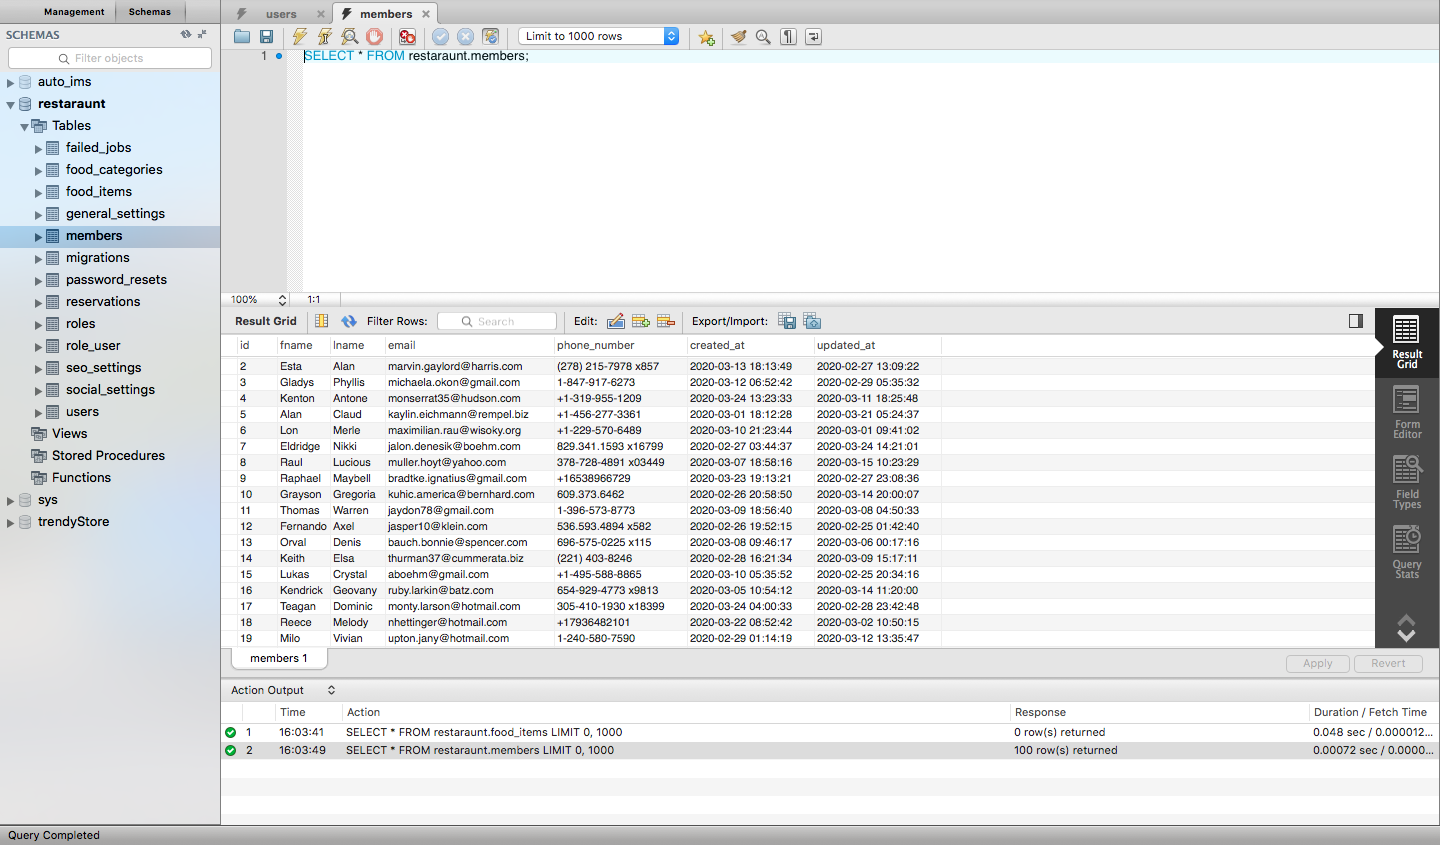 Management Schemas
SCHEMAS
Filter objects
auto_ims
restaraunt
Tables
failed_jobs
food_categories
food_items
general_settings
members
migrations
password_resets
reservations
roles
role_user
seo_settings
social_settings
users
Views
Stored Procedures
Functions
sys
trendyStore
users members
Limit to 1000 rows
1 SELECT * FROM restaraunt.members;
100% 1:1
Result Grid Filter Rows: Search Edit: Export/Import:
id fname lname email phone_number created_at updated_at
2 Esta Alan marvin.gaylord@harris.com (278) 215-7978 x857 2020-03-13 18:13:49 2020-02-27 13:09:22
3 Gladys Phyllis michaela.okon@gmail.com 1-847-917-6273 2020-03-12 06:52:42 2020-02-29 05:35:32
4 Kenton Antone monserrat35@hudson.com +1-319-955-1209 2020-03-24 13:23:33 2020-03-11 18:25:48
5 Alan Claud kaylin.eichmann@rempel.biz +1-456-277-3361 2020-03-01 18:12:28 2020-03-21 05:24:37
6 Lon Merle maximilian.rau@wisoky.org +1-229-570-6489 2020-03-10 21:23:44 2020-03-01 09:41:02
7 Eldridge Nikki jalon.denesik@boehm.com 829.341.1593 x16799 2020-02-27 03:44:37 2020-03-24 14:21:01
8 Raul Lucious muller.hoyt@yahoo.com 378-728-4891 x03449 2020-03-07 18:58:16 2020-03-15 10:23:29
9 Raphael Maybell bradtke.ignatius@gmail.com +16538966729 2020-03-23 19:13:21 2020-02-27 23:08:36
10 Grayson Gregoria kuhic.america@bernhard.com 609.373.6462 2020-02-26 20:58:50 2020-03-14 20:00:07
11 Thomas Warren jaydon78@gmail.com 1-396-573-8773 2020-03-09 18:56:40 2020-03-08 04:50:33
12 Fernando Axel jasper10@klein.com 536.593.4894 x582 2020-02-26 19:52:15 2020-02-25 01:42:40
13 Orval Denis bauch.bonnie@spencer.com 696-575-0225 x115 2020-03-08 09:46:17 2020-03-06 00:17:16
14 Keith Elsa thurman37@cummerata.biz (221) 403-8246 2020-02-28 16:21:34 2020-03-09 15:17:11
15 Lukas Crystal aboehm@gmail.com +1-495-588-8865 2020-03-10 05:35:52 2020-02-25 20:34:16
16 Kendrick Geovany ruby.larkin@batz.com 654-929-4773 x9813 2020-03-05 10:54:12 2020-03-14 11:20:00
17 Teagan Dominic monty.larson@hotmail.com 305-410-1930 x18399 2020-03-24 04:00:33 2020-02-28 23:42:48
18 Reece Melody nhettinger@hotmail.com +17936482101 2020-03-22 08:52:42 2020-03-02 10:50:15
19 Milo Vivian upton.jany@hotmail.com 1-240-580-7590 2020-02-29 01:14:19 2020-03-12 13:35:47
Result
Grid
Form
Editor
Field
Types
Query
Stats
members 1 Apply Revert
Action Output
Time Action Response Duration / Fetch Time
1 16:03:41 SELECT * FROM restaraunt.food_items LIMIT 0, 1000 0 row(s) returned 0.048 sec / 0.000012...
2 16:03:49 SELECT * FROM restaraunt.members LIMIT 0, 1000 100 row(s) returned 0.00072 sec / 0.0000...
Query Completed